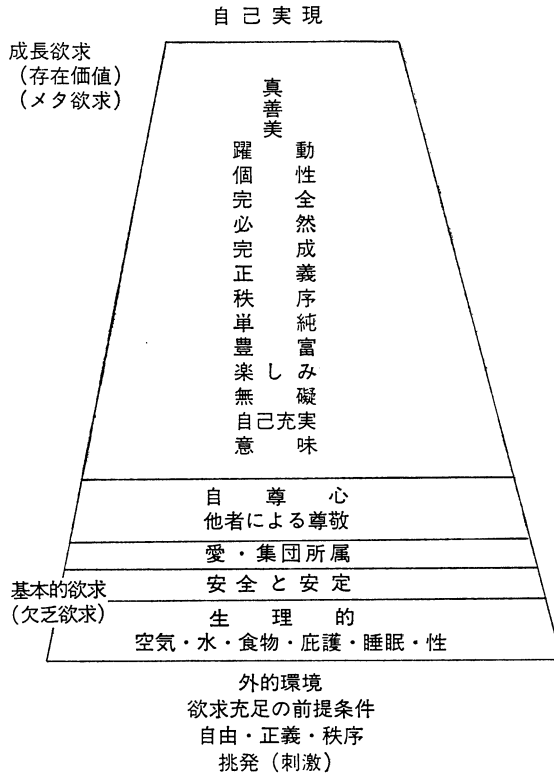 自己実現
成長欲求
（存在価値）
（メタ欲求）
真
善
美
躍動
個性
完全
必然
完成
正義
秩序
単純
豊富
楽しみ
無礙
自己充実
意味
自尊心
他者による尊敬
愛・集団所属
基本的欲求
（欠乏欲求）
安全と安定
生理的
空気・水・食物・庇護・睡眠・性
外的環境
欲求充足の前提条件
自由・正義・秩序
挑発（刺激）